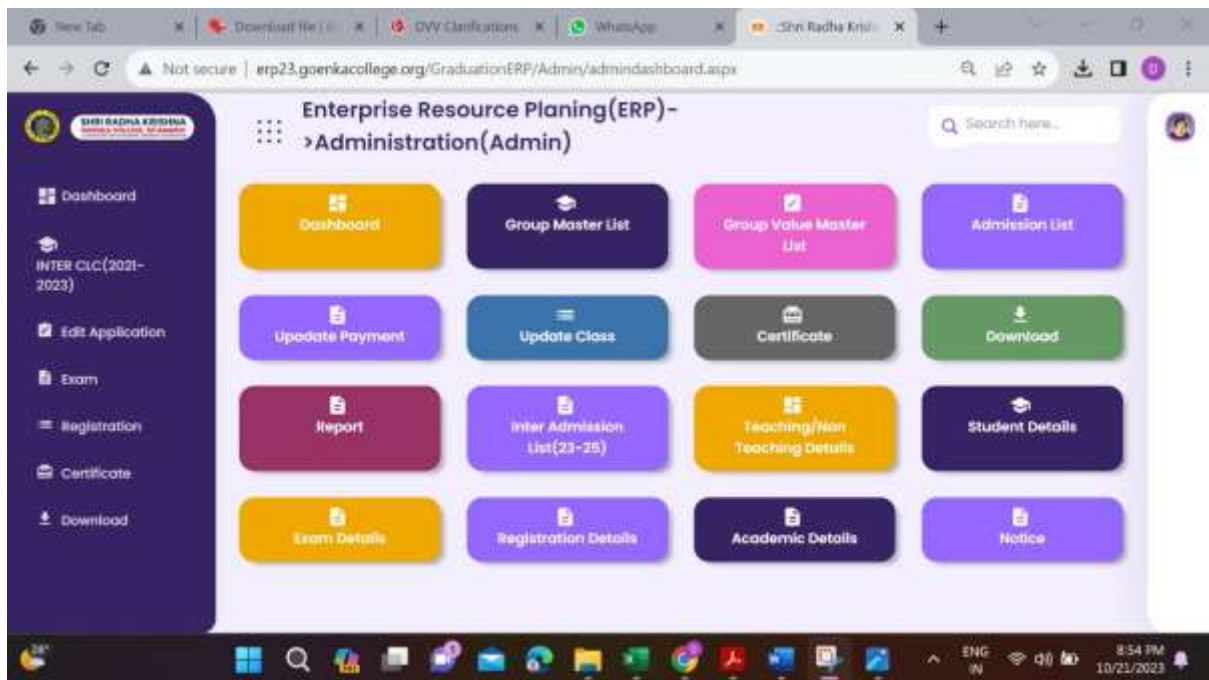 New Tab
Download file | i
DVV Clarifications
WhatsApp
:Shri Radha Krish
Not secure | erp23.goenkacollege.org/GraduationERP/Admin/admindashboard.aspx
SHRI RADHA KRISHNA
Enterprise Resource Planing(ERP)-
>Administration(Admin)
Search here...
Dashboard
INTER CLC(2021-
2023)
Edit Application
Exam
Registration
Certificate
Download
Dashboard
Group Master List
Group Value Master
List
Admission List
Upodate Payment
Update Class
Certificate
Download
Report
Inter Admission
List(23-25)
Teaching/Non
Teaching Details
Student Details
Exam Details
Registration Details
Academic Details
Notice
ENG
IN
8:54 PM
10/21/2023